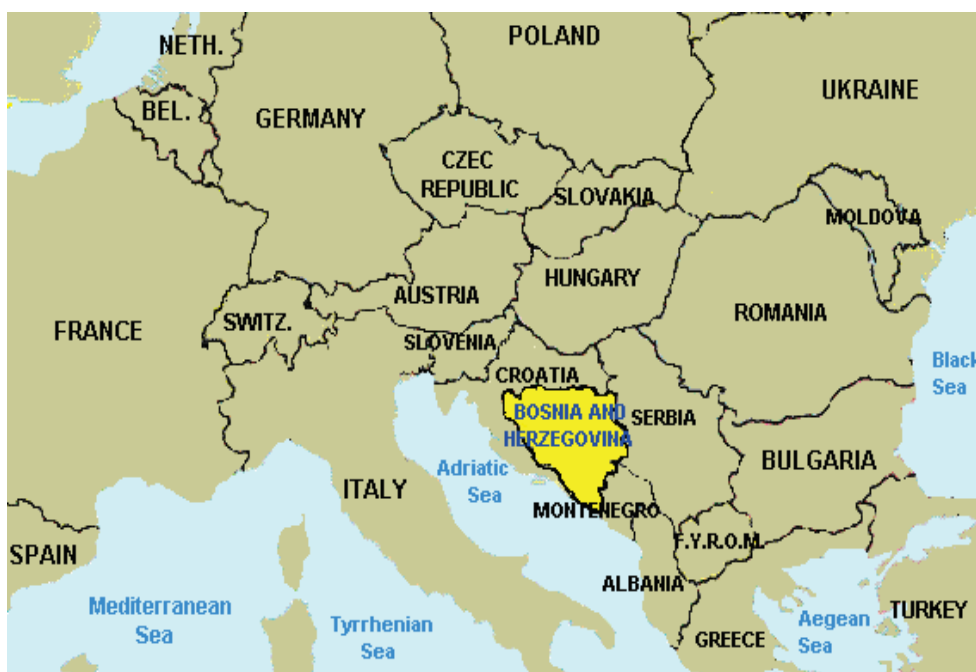 NETH.
POLAND
UKRAINE
BEL.
GERMANY
CZEC
REPUBLIC
SLOVAKIA
MOLDOVA
HUNGARY
AUSTRIA
ROMANIA
FRANCE
SWITZ.
SLOVENIA
Black
Sea
CROATIA
BOSNIA AND
HERZEGOVINA
SERBIA
BULGARIA
Adriatic
Sea
ITALY
MONTENEGRO
F.Y.R.O.M.
SPAIN
ALBANIA
Mediterranean
Sea
Tyrrhenian
Sea
Aegean
Sea
TURKEY
GREECE